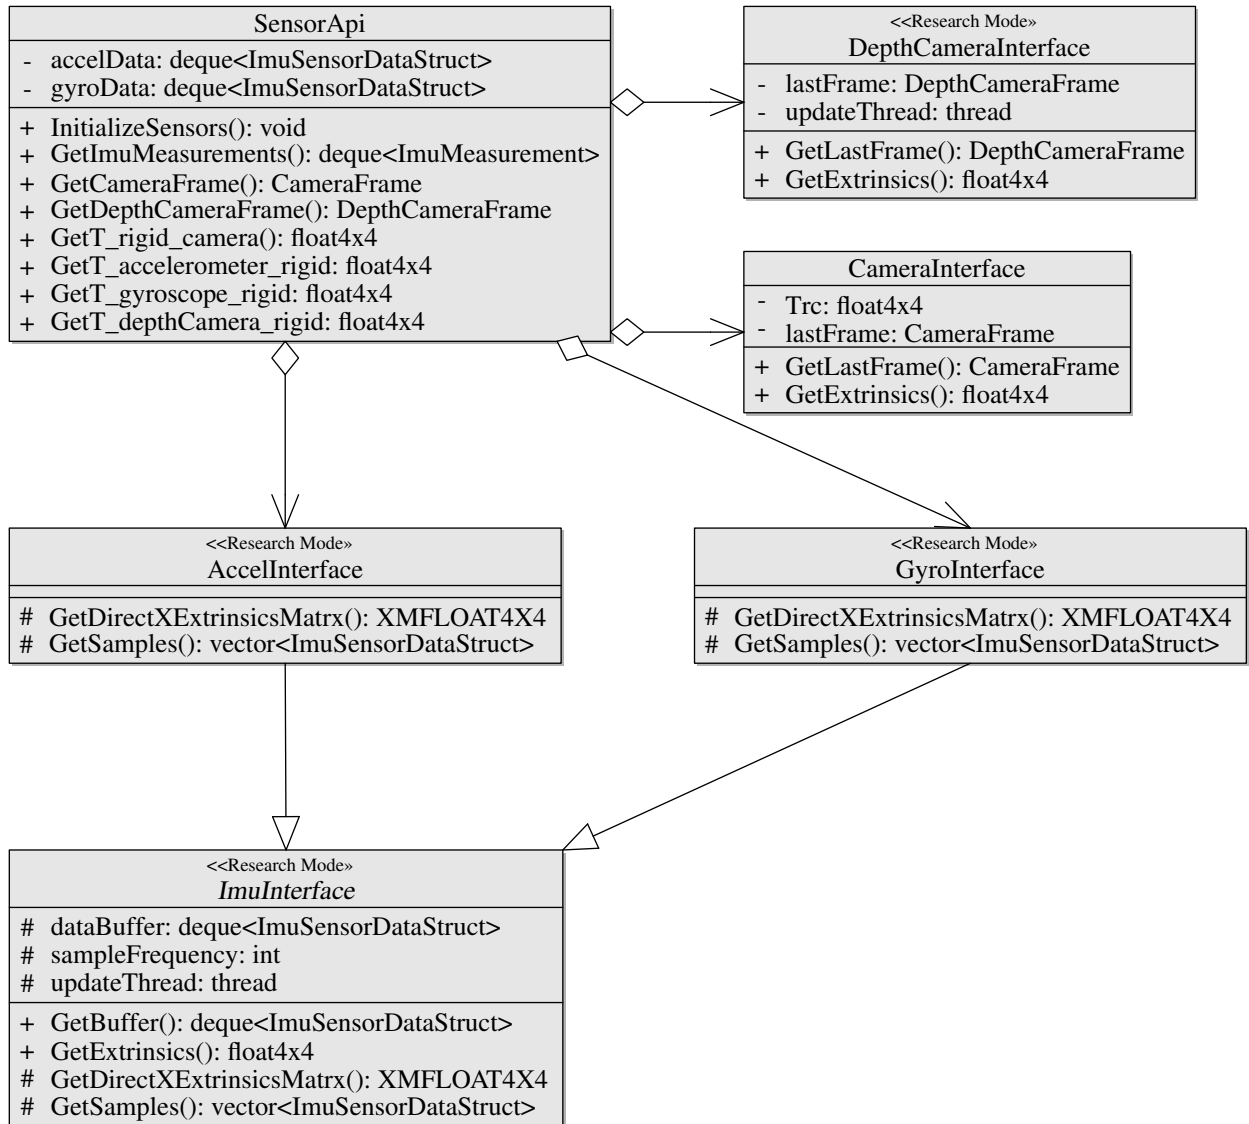 SensorApi
- accelData: deque<ImuSensorDataStruct>
- gyroData: deque<ImuSensorDataStruct>
+ InitializeSensors(): void
+ GetImuMeasurements(): deque<ImuMeasurement>
+ GetCameraFrame(): CameraFrame
+ GetDepthCameraFrame(): DepthCameraFrame
+ GetT_rigid_camera(): float4x4
+ GetT_accelerometer_rigid: float4x4
+ GetT_gyroscope_rigid: float4x4
+ GetT_depthCamera_rigid: float4x4
<<Research Mode»
DepthCameraInterface
- lastFrame: DepthCameraFrame
- updateThread: thread
+ GetLastFrame(): DepthCameraFrame
+ GetExtrinsics(): float4x4
CameraInterface
- Trc: float4x4
- lastFrame: CameraFrame
+ GetLastFrame(): CameraFrame
+ GetExtrinsics(): float4x4
<<Research Mode»
AccelInterface
# GetDirectXExtrinsicsMatrx(): XMFLOAT4X4
# GetSamples(): vector<ImuSensorDataStruct>
<<Research Mode»
GyroInterface
# GetDirectXExtrinsicsMatrx(): XMFLOAT4X4
# GetSamples(): vector<ImuSensorDataStruct>
<<Research Mode»
ImuInterface
# dataBuffer: deque<ImuSensorDataStruct>
# sampleFrequency: int
# updateThread: thread
+ GetBuffer(): deque<ImuSensorDataStruct>
+ GetExtrinsics(): float4x4
# GetDirectXExtrinsicsMatrx(): XMFLOAT4X4
# GetSamples(): vector<ImuSensorDataStruct>